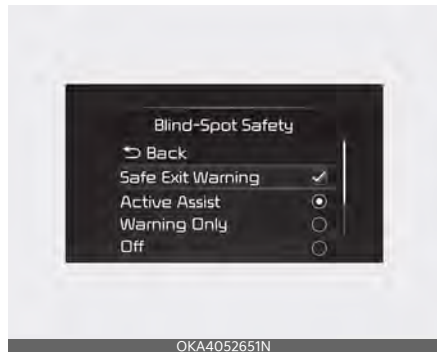 Blind-Spot Safety
Back
Safe Exit Warning
Active Assist
Warning Only
Off
OKA4052651N